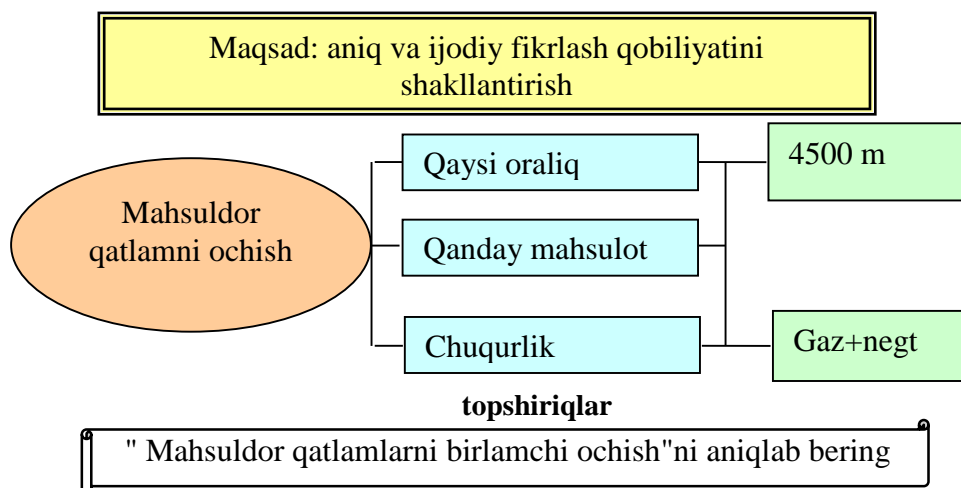 Maqsad: aniq va ijodiy fikrlash qobiliyatini
shakllantirish
Mahsuldor
qatlamni ochish
Qaysi oraliq
Qanday mahsulot
Chuqurlik
4500 m
Gaz+negt
topshiriqlar
" Mahsuldor qatlamlarni birlamchi ochish"ni aniqlab bering